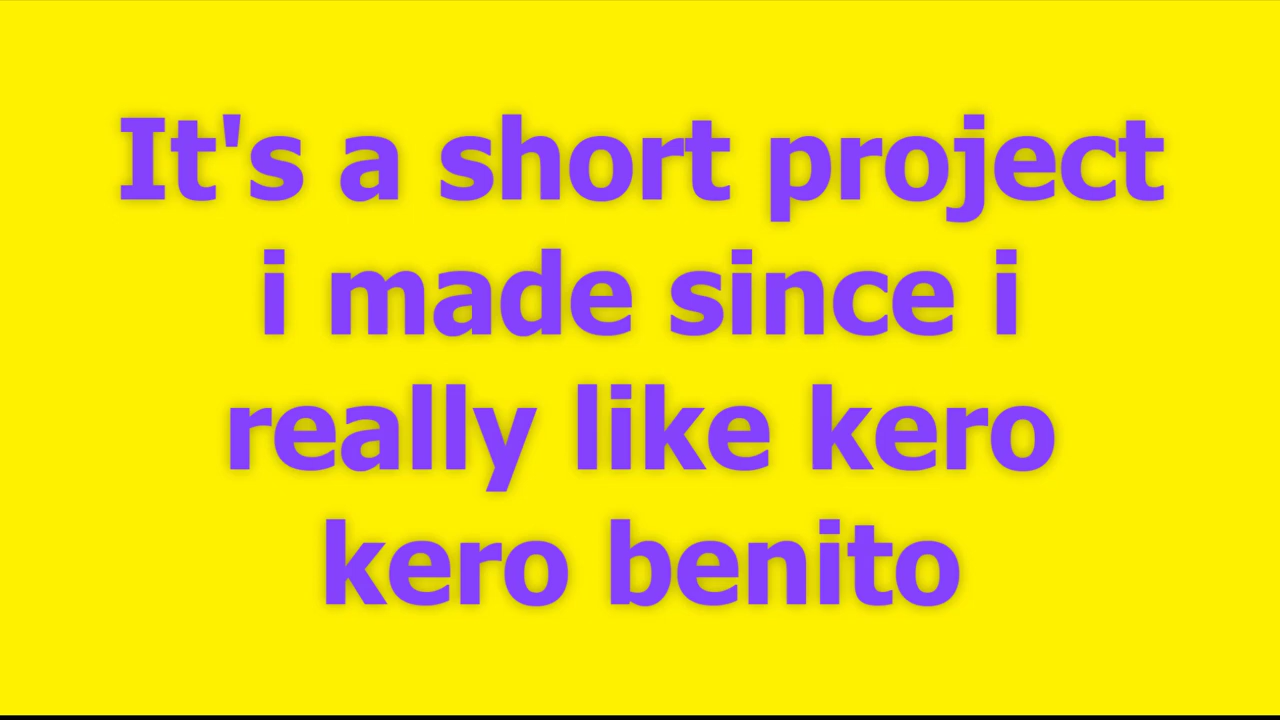 It's a short project
i made since i
really like kero
kero benito